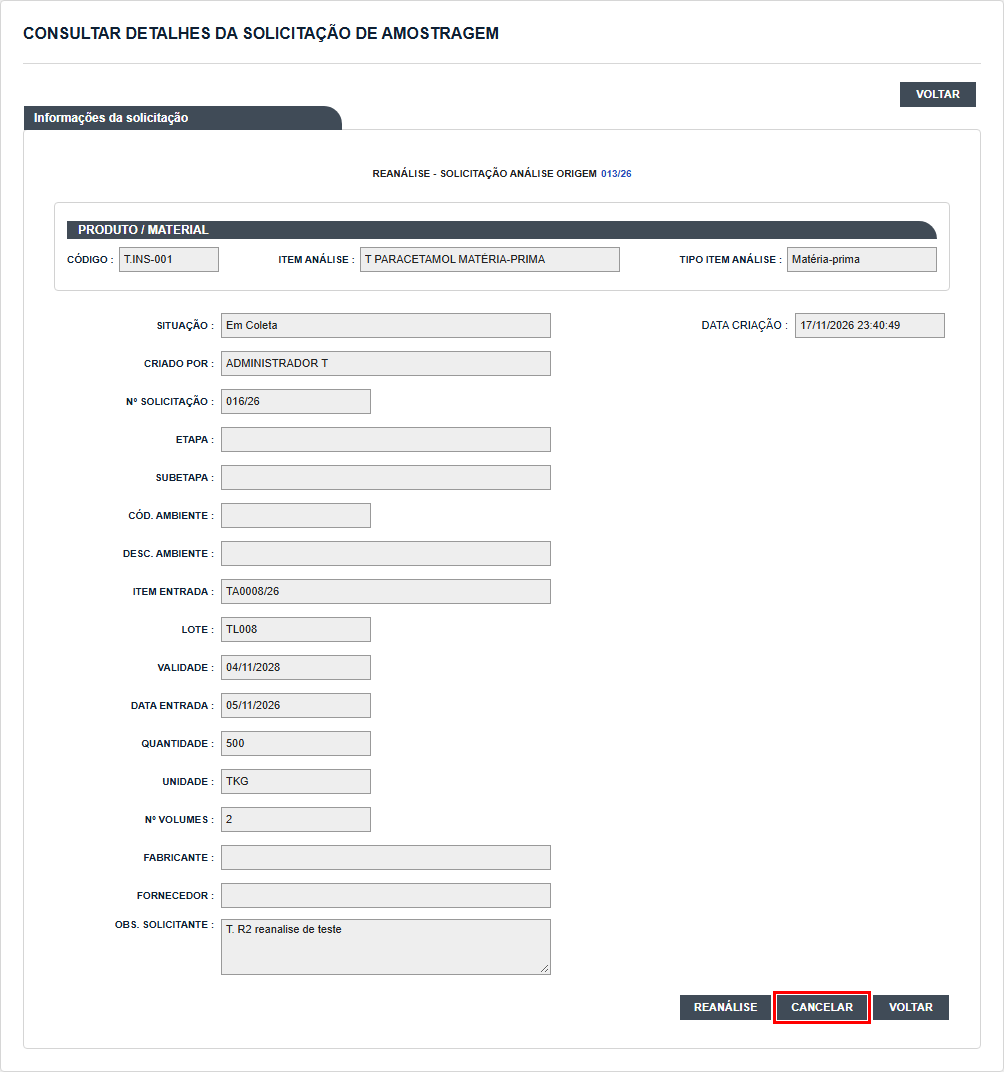 CONSULTAR DETALHES DA SOLICITAÇÃO DE AMOSTRAGEM
VOLTAR
Informações da solicitação
REANÁLISE - SOLICITAÇÃO ANÁLISE ORIGEM 013/26
PRODUTO / MATERIAL
CÓDIGO : T.INS-001 ITEM ANÁLISE : T PARACETAMOL MATÉRIA-PRIMA TIPO ITEM ANÁLISE : Matéria-prima
SITUAÇÃO : Em Coleta DATA CRIAÇÃO : 17/11/2026 23:40:49
CRIADO POR : ADMINISTRADOR T
Nº SOLICITAÇÃO : 016/26
ETAPA :
SUBETAPA :
CÓD. AMBIENTE :
DESC. AMBIENTE :
ITEM ENTRADA : TA0008/26
LOTE : TL008
VALIDADE : 04/11/2028
DATA ENTRADA : 05/11/2026
QUANTIDADE : 500
UNIDADE : TKG
Nº VOLUMES : 2
FABRICANTE :
FORNECEDOR :
OBS. SOLICITANTE : T. R2 reanalise de teste
REANÁLISE CANCELAR VOLTAR